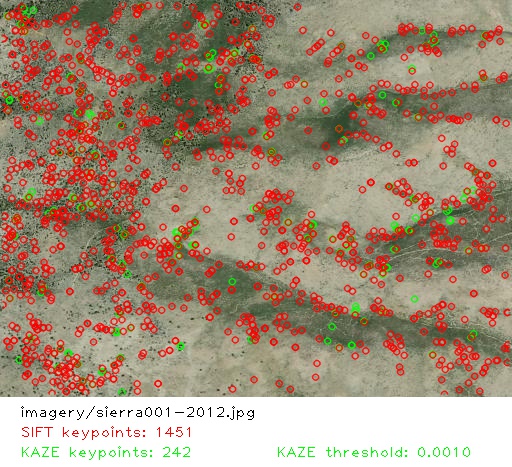 imagery/sierra001-2012.jpg
SIFT keypoints: 1451
KAZE keypoints: 242 KAZE threshold: 0.0010